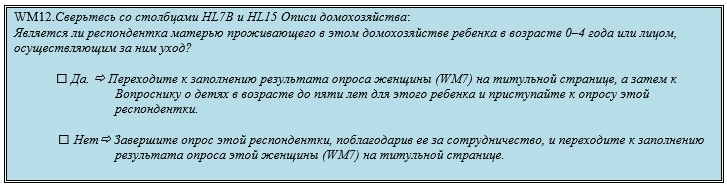 WM12.Сверьтесь со столбцами HL7B и HL15 Описи домохозяйства:
Является ли респондентка матерью проживающего в этом домохозяйстве ребенка в возрасте 0–4 года или лицом,
осуществляющим за ним уход?
☐ Да. ⇨ Переходите к заполнению результата опроса женщины (WM7) на титульной странице, а затем к
Вопроснику о детях в возрасте до пяти лет для этого ребенка и приступайте к опросу этой
респондентки.
☐ Нет ⇨ Завершите опрос этой респондентки, поблагодарив ее за сотрудничество, и переходите к заполнению
результата опроса этой женщины (WM7) на титульной странице.